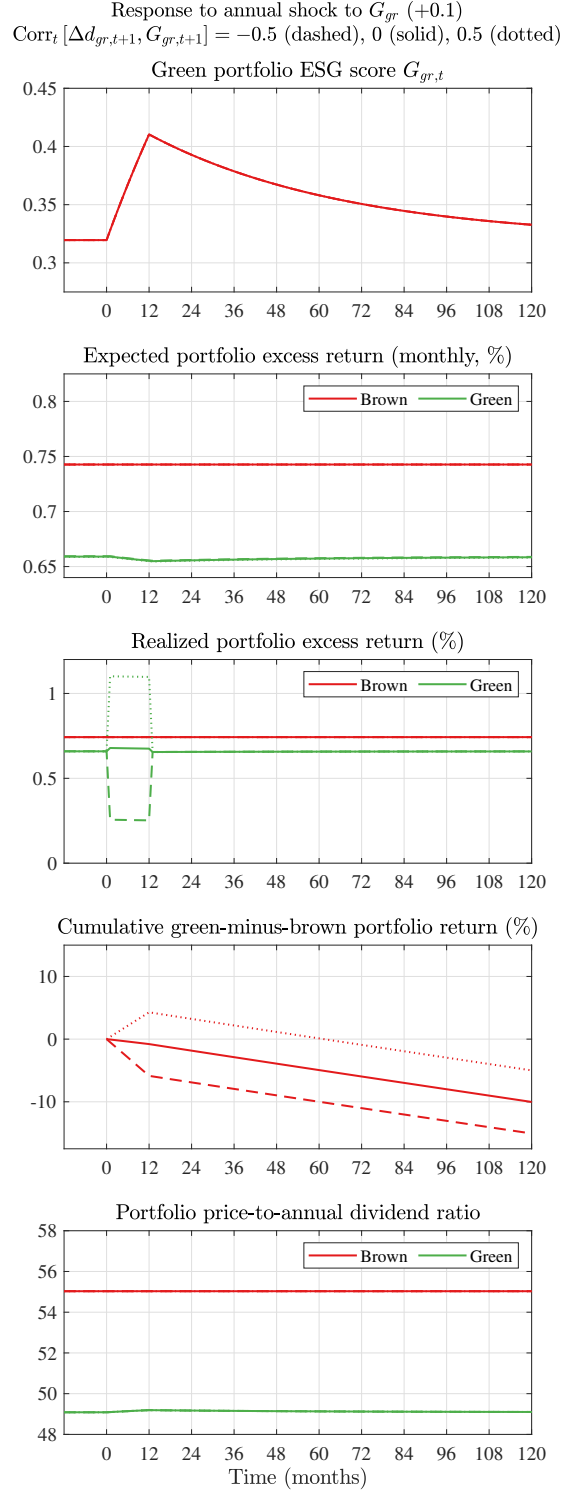 Response to annual shock to G_gr (+0.1)
Corr_t [Δd_gr,t+1, G_gr,t+1] = −0.5 (dashed), 0 (solid), 0.5 (dotted)
Green portfolio ESG score G_gr,t
0.45
0.4
0.35
0.3
0 12 24 36 48 60 72 84 96 108 120
Expected portfolio excess return (monthly, %)
Brown Green
0.8
0.75
0.7
0.65
0 12 24 36 48 60 72 84 96 108 120
Realized portfolio excess return (%)
Brown Green
1
0.5
0
0 12 24 36 48 60 72 84 96 108 120
Cumulative green-minus-brown portfolio return (%)
10
0
-10
0 12 24 36 48 60 72 84 96 108 120
Portfolio price-to-annual dividend ratio
58
Brown Green
56
54
52
50
48
0 12 24 36 48 60 72 84 96 108 120
Time (months)